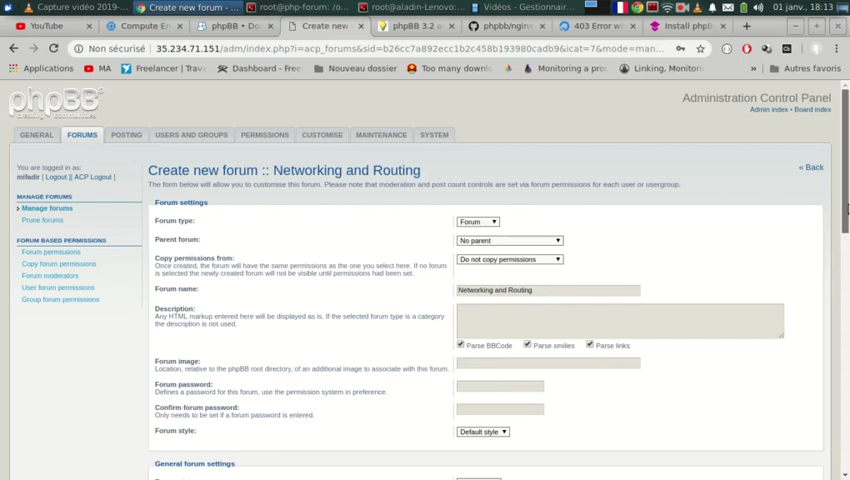 Capture vidéo 2019-... Create new forum - ... root@php-forum: /o... root@aladin-Lenovo: Vidéos - Gestionnair... 01 janv., 18:13
YouTube Compute En phpBB • Do Create new phpBB 3.2 phpbb/ngin 403 Error w Install phpB
Non sécurisé 35.234.71.151/adm/index.php?i=acp_forums&sid=b26cc7a892ecc1b2c458b193980cadb9&icat=7&mode=man...
Applications MA Freelancer | Trava Dashboard - Free Nouveau dossier Too many downl Monitoring a pro Linking, Monitori » Autres favoris
phpBB
creating communities
Administration Control Panel
Admin index • Board index
GENERAL FORUMS POSTING USERS AND GROUPS PERMISSIONS CUSTOMISE MAINTENANCE SYSTEM
You are logged in as:
mifadir [ Logout ][ ACP Logout ]
MANAGE FORUMS
Manage forums
Prune forums
FORUM BASED PERMISSIONS
Forum permissions
Copy forum permissions
Forum moderators
User forum permissions
Group forum permissions
Create new forum :: Networking and Routing
« Back
The form below will allow you to customise this forum. Please note that moderation and post count controls are set via forum permissions for each user or usergroup.
Forum settings
Forum type: Forum
Parent forum: No parent
Copy permissions from: Do not copy permissions
Once created, the forum will have the same permissions as the one you select here. If no forum
is selected the newly created forum will not be visible until permissions had been set.
Forum name: Networking and Routing
Description:
Any HTML markup entered here will be displayed as is. If the selected forum type is a category
the description is not used.
Parse BBCode Parse smilies Parse links
Forum image:
Location, relative to the phpBB root directory, of an additional image to associate with this forum.
Forum password:
Defines a password for this forum, use the permission system in preference.
Confirm forum password:
Only needs to be set if a forum password is entered.
Forum style: Default style
General forum settings